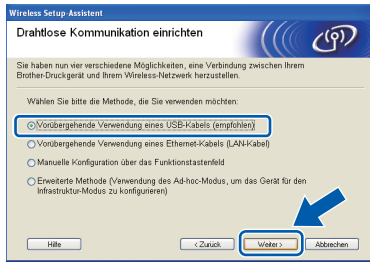 Wireless Setup-Assistent
Drahtlose Kommunikation einrichten
Sie haben nun vier verschiedene Möglichkeiten, eine Verbindung zwischen Ihrem
Brother-Druckgerät und Ihrem Wireless-Netzwerk herzustellen.
Wählen Sie bitte die Methode, die Sie verwenden möchten:
Vorübergehende Verwendung eines USB-Kabels (empfohlen)
Vorübergehende Verwendung eines Ethernet-Kabels (LAN-Kabel)
Manuelle Konfiguration über das Funktionstastenfeld
Erweiterte Methode (Verwendung des Ad-hoc-Modus, um das Gerät für den
Infrastruktur-Modus zu konfigurieren)
Hilfe
< Zurück
Weiter >
Abbrechen